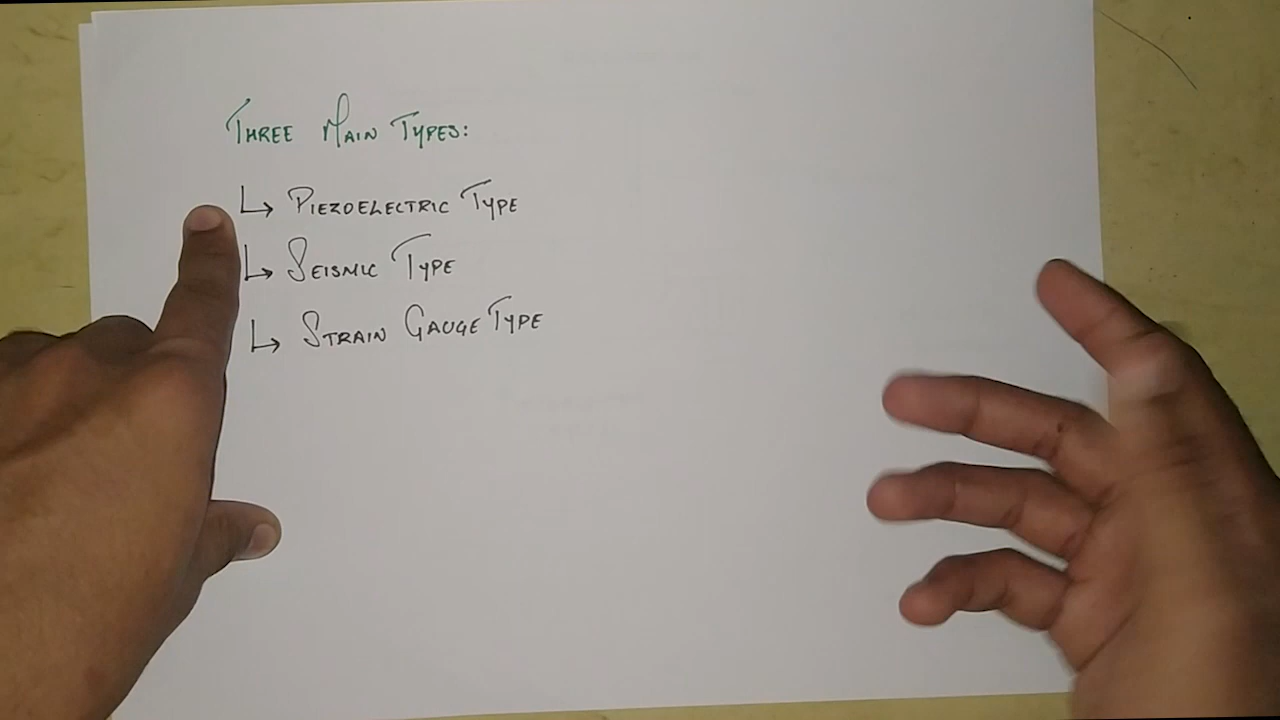 THREE MAIN TYPES:
↳ PIEZOELECTRIC TYPE
↳ SEISMIC TYPE
↳ STRAIN GAUGE TYPE